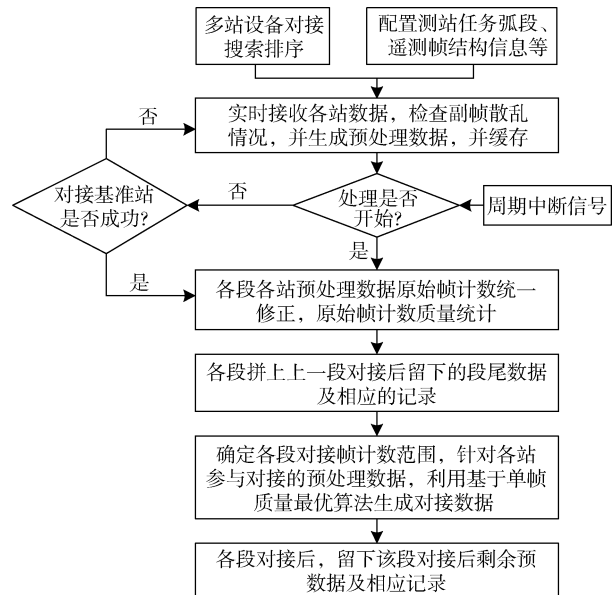 多站设备对接
搜索排序
配置测站任务弧段、
遥测帧结构信息等
实时接收各站数据，检查副帧散乱
情况，并生成预处理数据，并缓存
否
对接基准站
是否成功？
否
处理是否
开始？
周期中断信号
是
是
各段各站预处理数据原始帧计数统一
修正，原始帧计数质量统计
各段拼上上一段对接后留下的段尾数据
及相应的记录
确定各段对接帧计数范围，针对各站
参与对接的预处理数据，利用基于单帧
质量最优算法生成对接数据
各段对接后，留下该段对接后剩余预
数据及相应记录